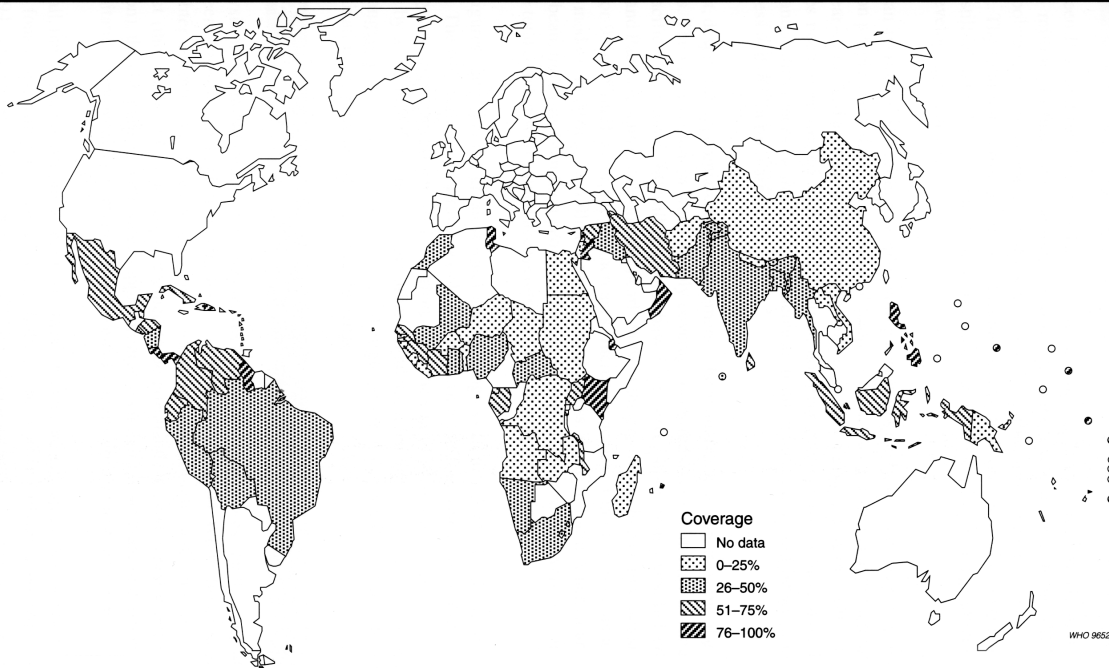 Coverage
No data
0–25%
26–50%
51–75%
76–100%
WHO 9652